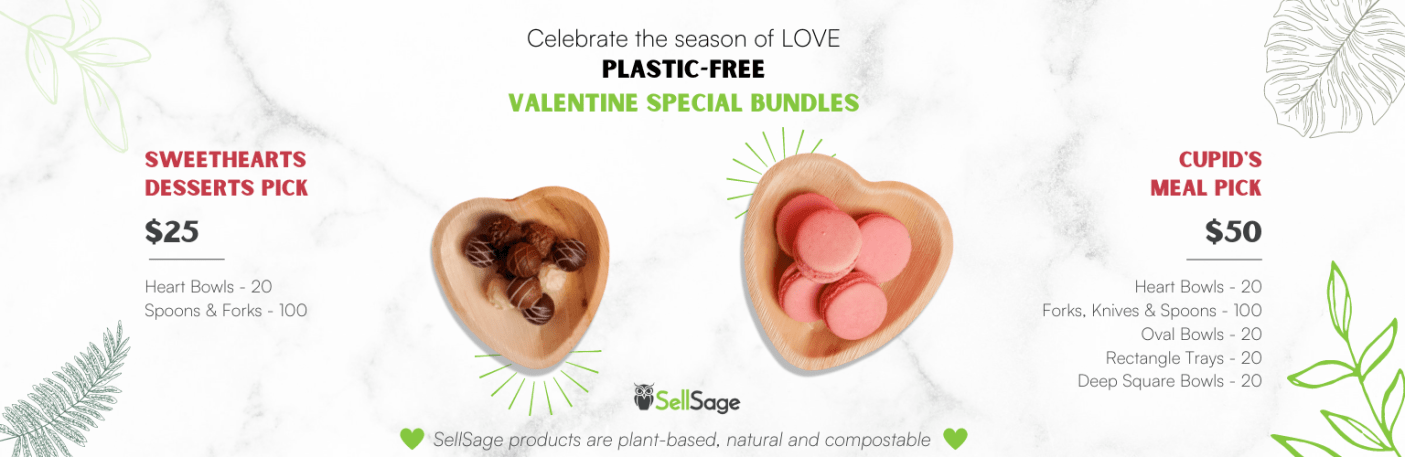 Celebrate the season of LOVE
PLASTIC-FREE
VALENTINE SPECIAL BUNDLES
SWEETHEARTS
DESSERTS PICK
$25
Heart Bowls - 20
Spoons & Forks - 100
CUPID'S
MEAL PICK
$50
Heart Bowls - 20
Forks, Knives & Spoons - 100
Oval Bowls - 20
Rectangle Trays - 20
Deep Square Bowls - 20
SellSage
SellSage products are plant-based, natural and compostable